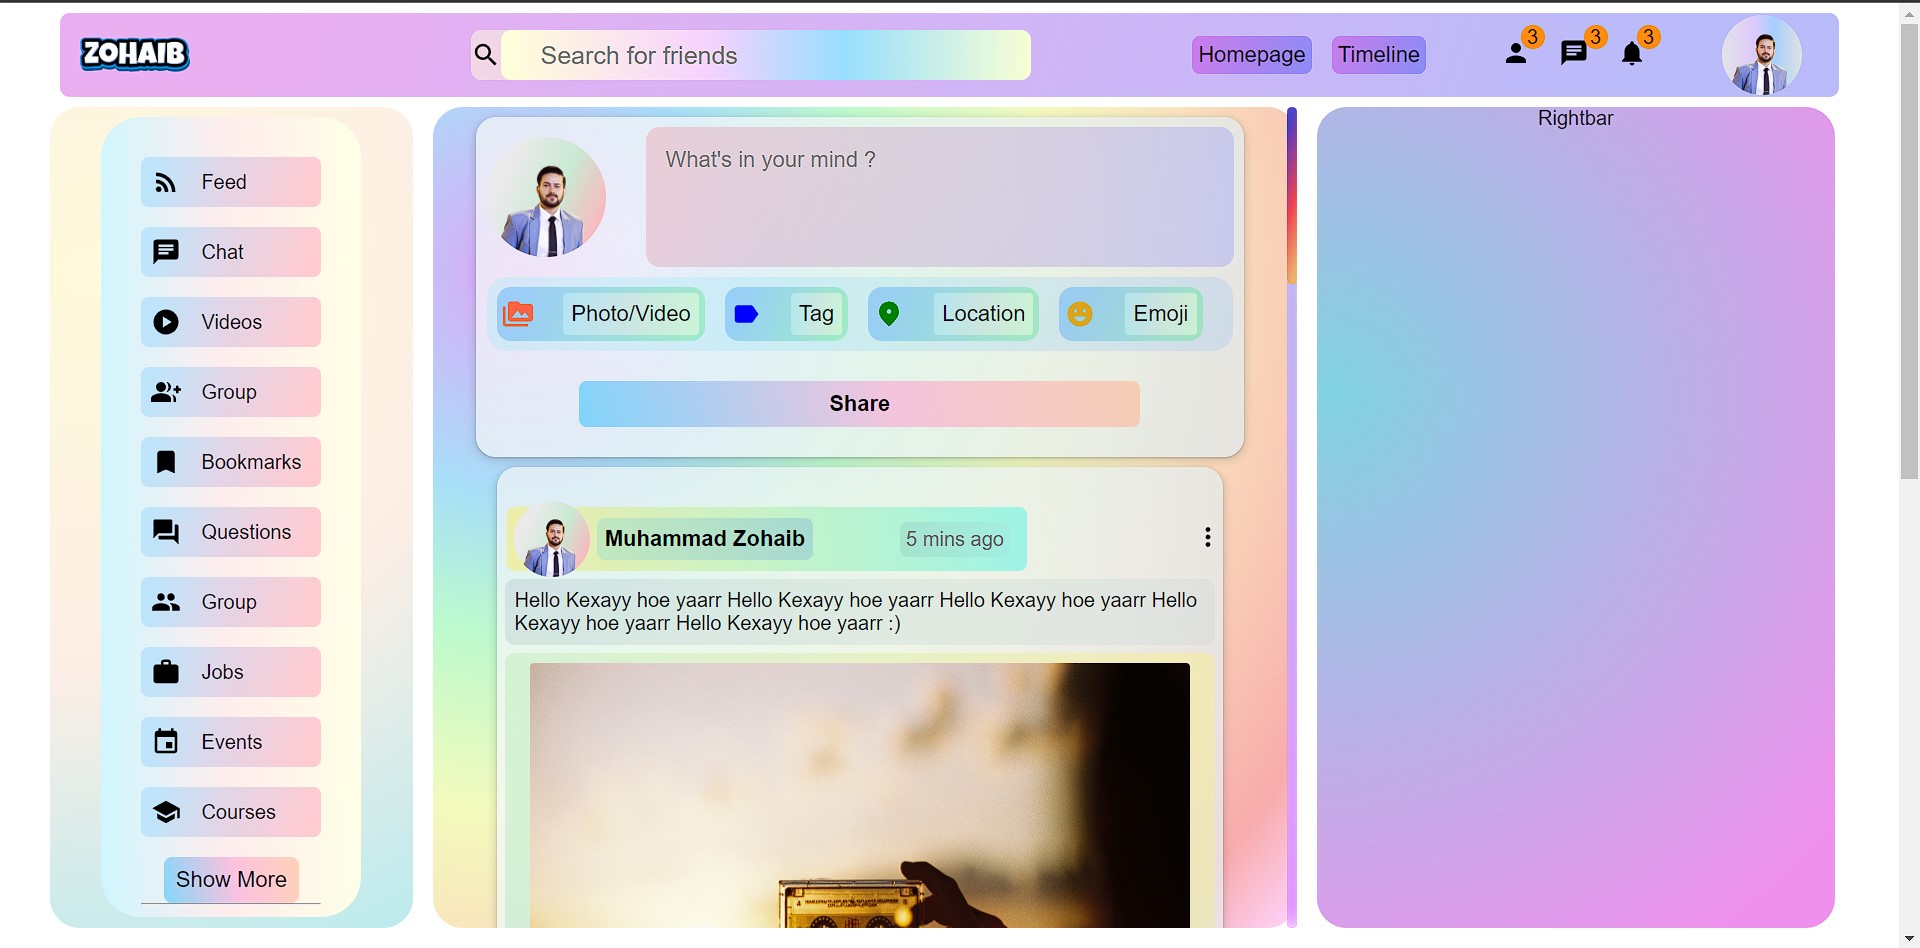 ZOHAIB
Search for friends
Homepage
Timeline
3
3
3
Feed
Chat
Videos
Group
Bookmarks
Questions
Group
Jobs
Events
Courses
Show More
What's in your mind ?
Photo/Video
Tag
Location
Emoji
Share
Muhammad Zohaib
5 mins ago
Hello Kexayy hoe yaarr Hello Kexayy hoe yaarr Hello Kexayy hoe yaarr Hello
Kexayy hoe yaarr Hello Kexayy hoe yaarr :)
Rightbar